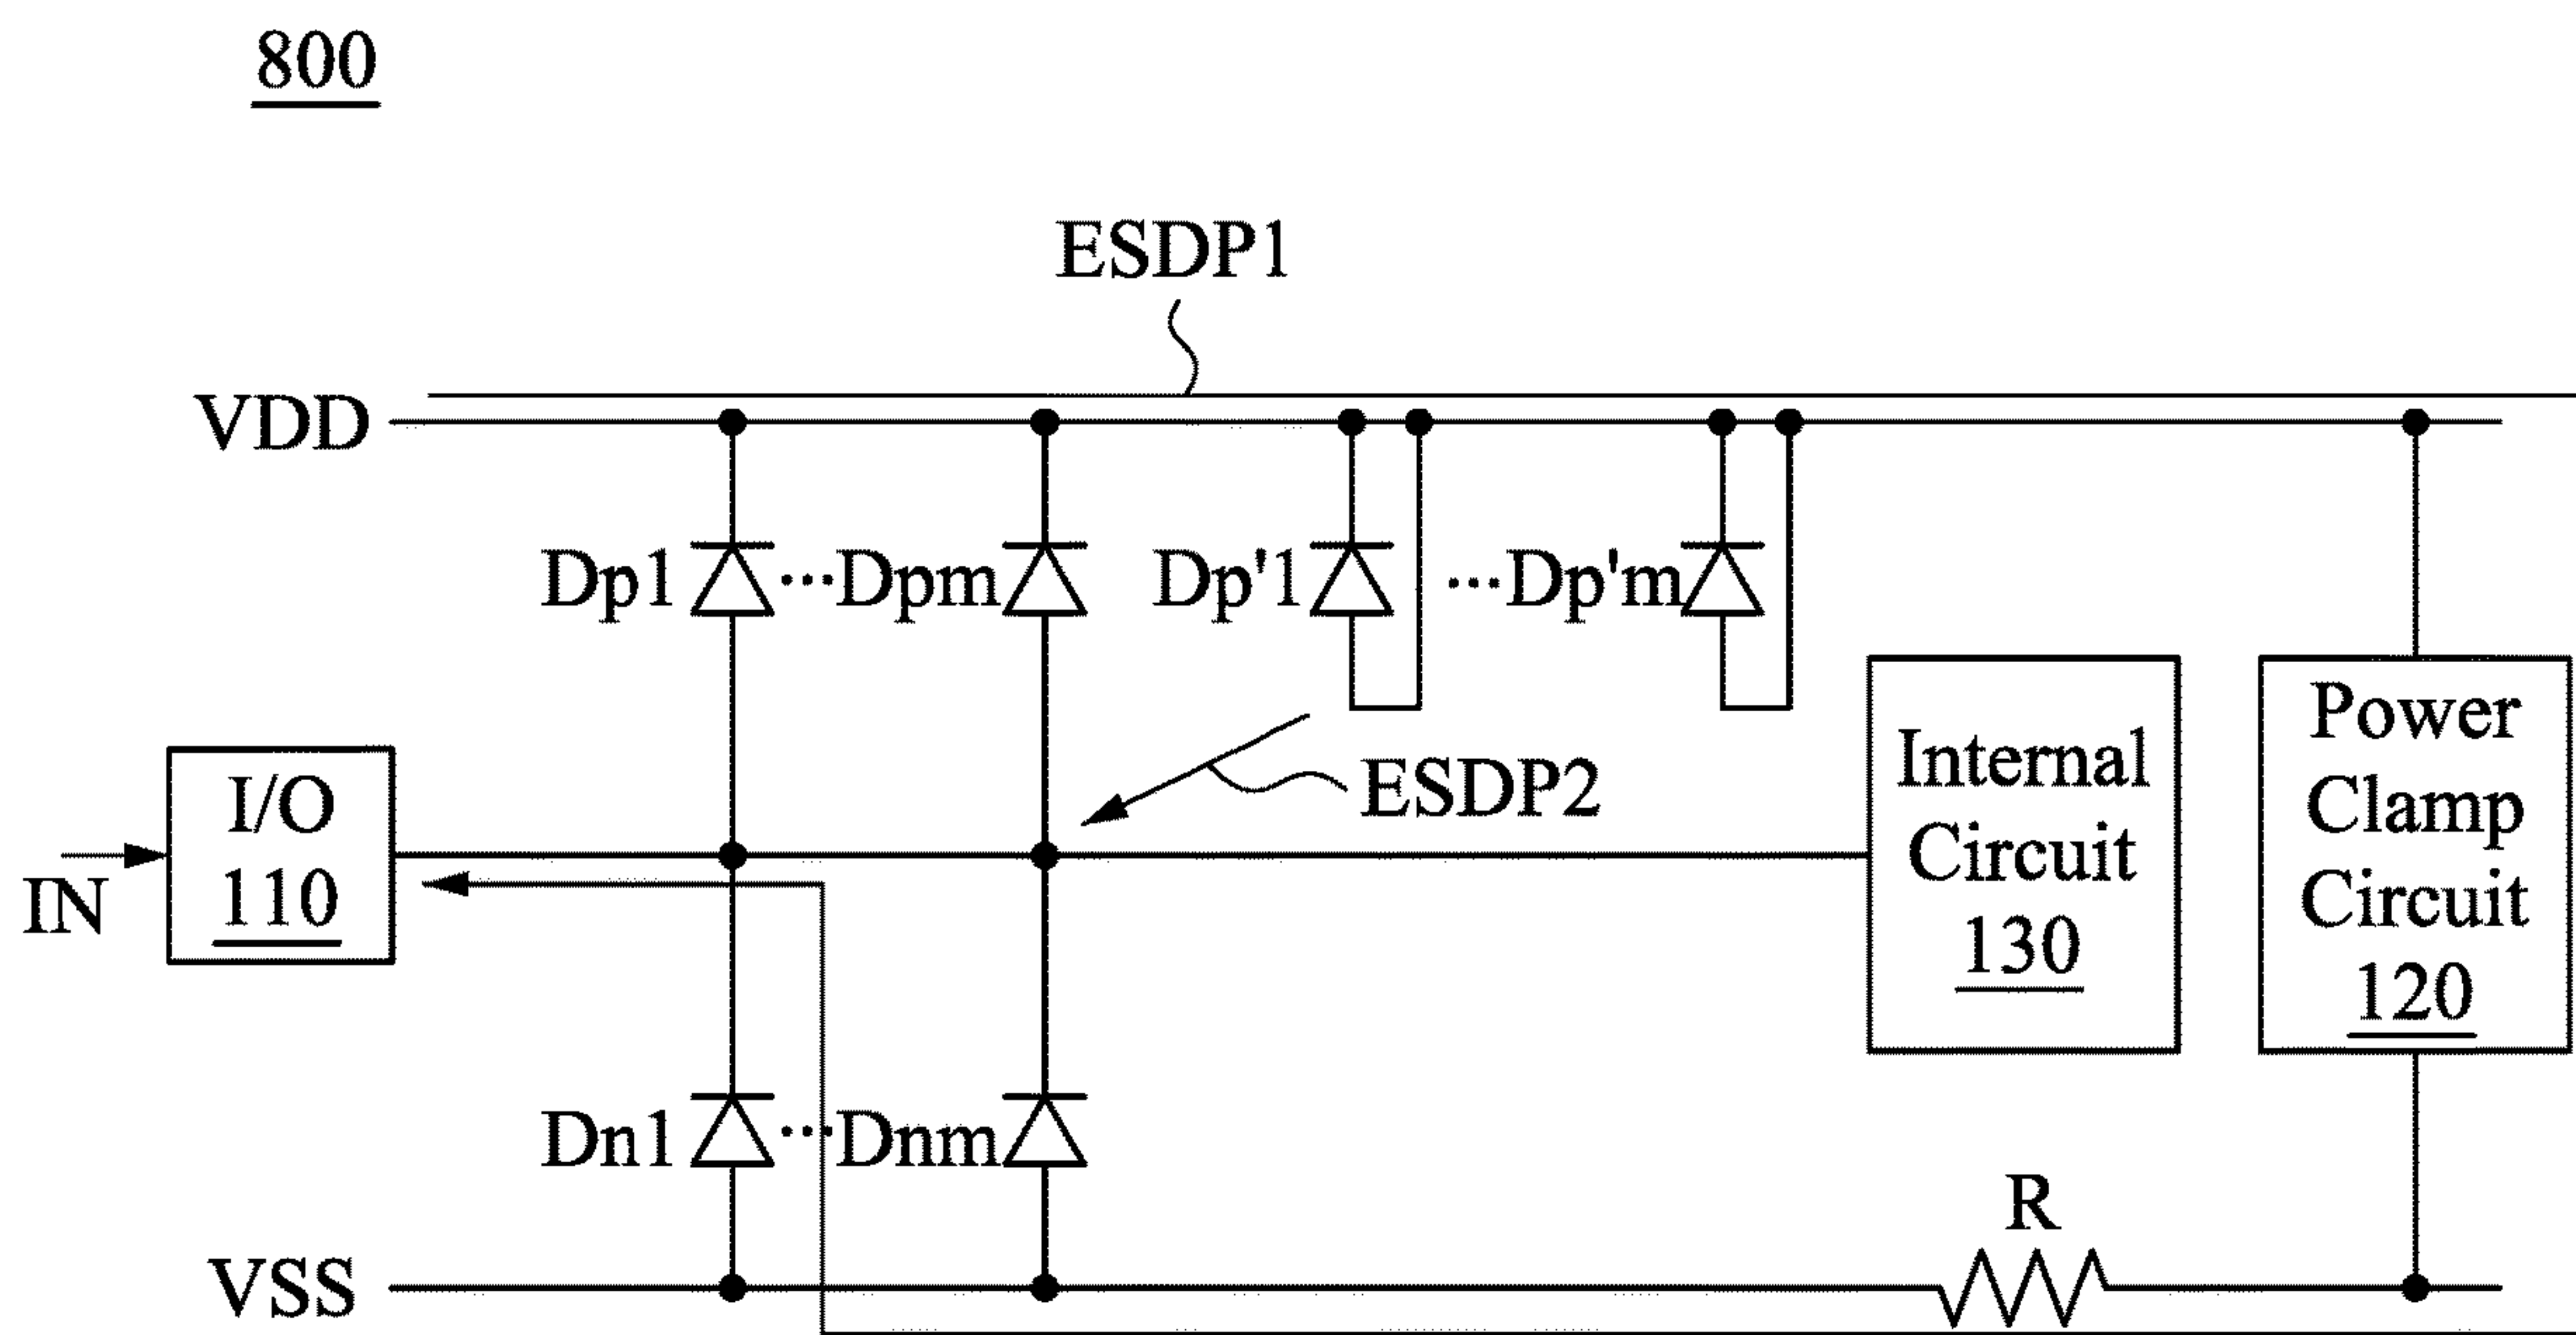 800
ESDP1
VDD
Dp1 ...Dpm Dp'1 ...Dp'm
I/O
110
IN
ESDP2
Internal
Circuit
130
Power
Clamp
Circuit
120
Dn1 ...Dnm
R
VSS